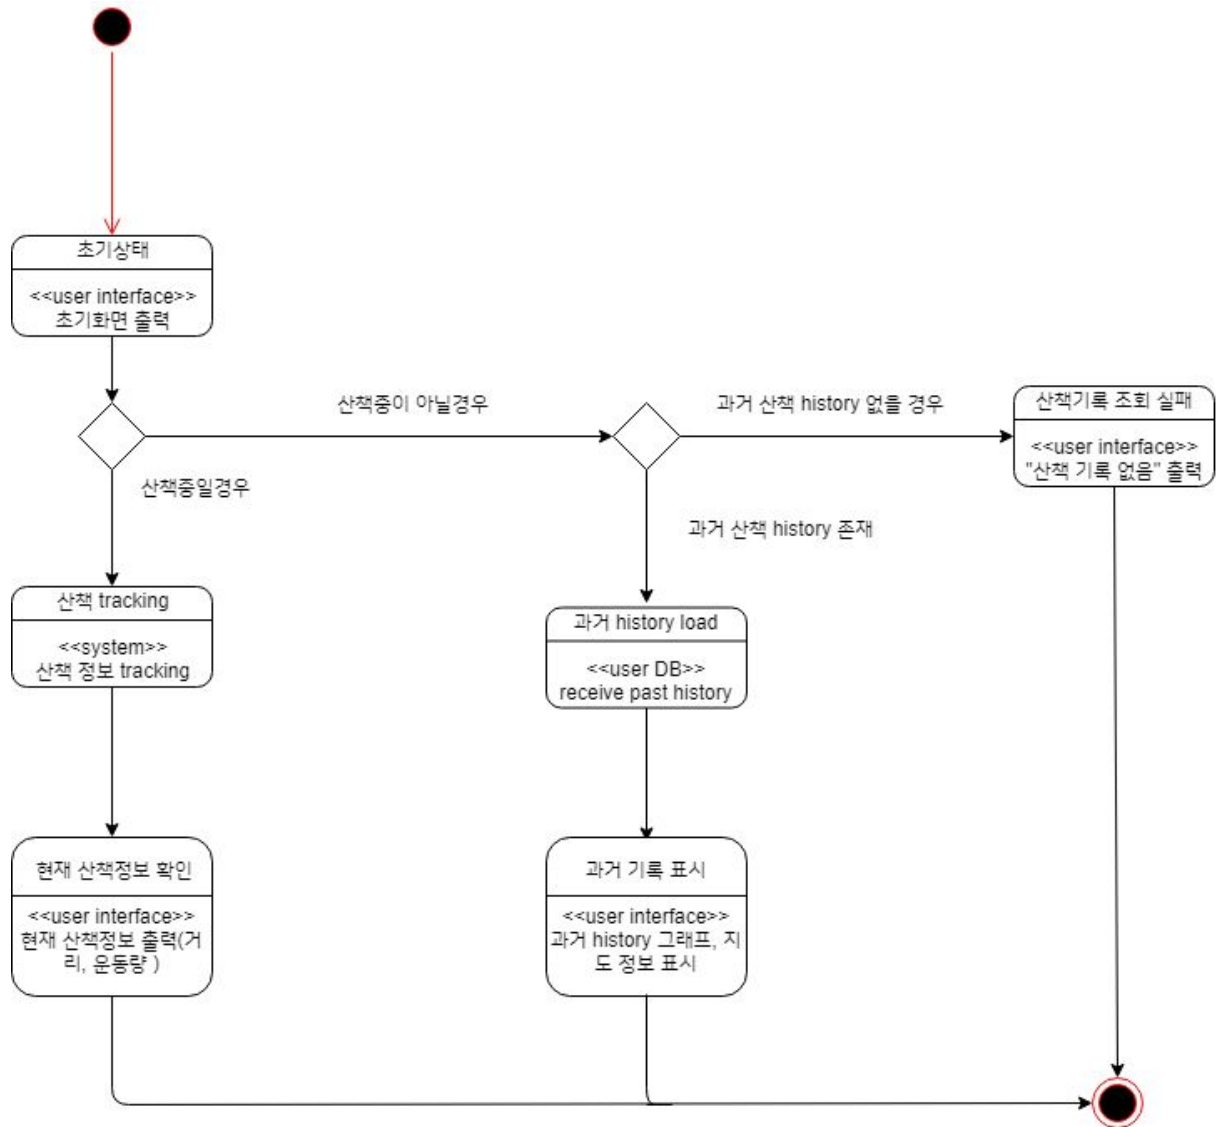 초기상태
<<user interface>>
초기화면 출력
산책중이 아닐경우
과거 산책 history 없을 경우
산책기록 조회 실패
<<user interface>>
"산책 기록 없음" 출력
산책중일경우
과거 산책 history 존재
산책 tracking
<<system>>
산책 정보 tracking
과거 history load
<<user DB>>
receive past history
현재 산책정보 확인
<<user interface>>
현재 산책정보 출력(거
리, 운동량 )
과거 기록 표시
<<user interface>>
과거 history 그래프, 지
도 정보 표시